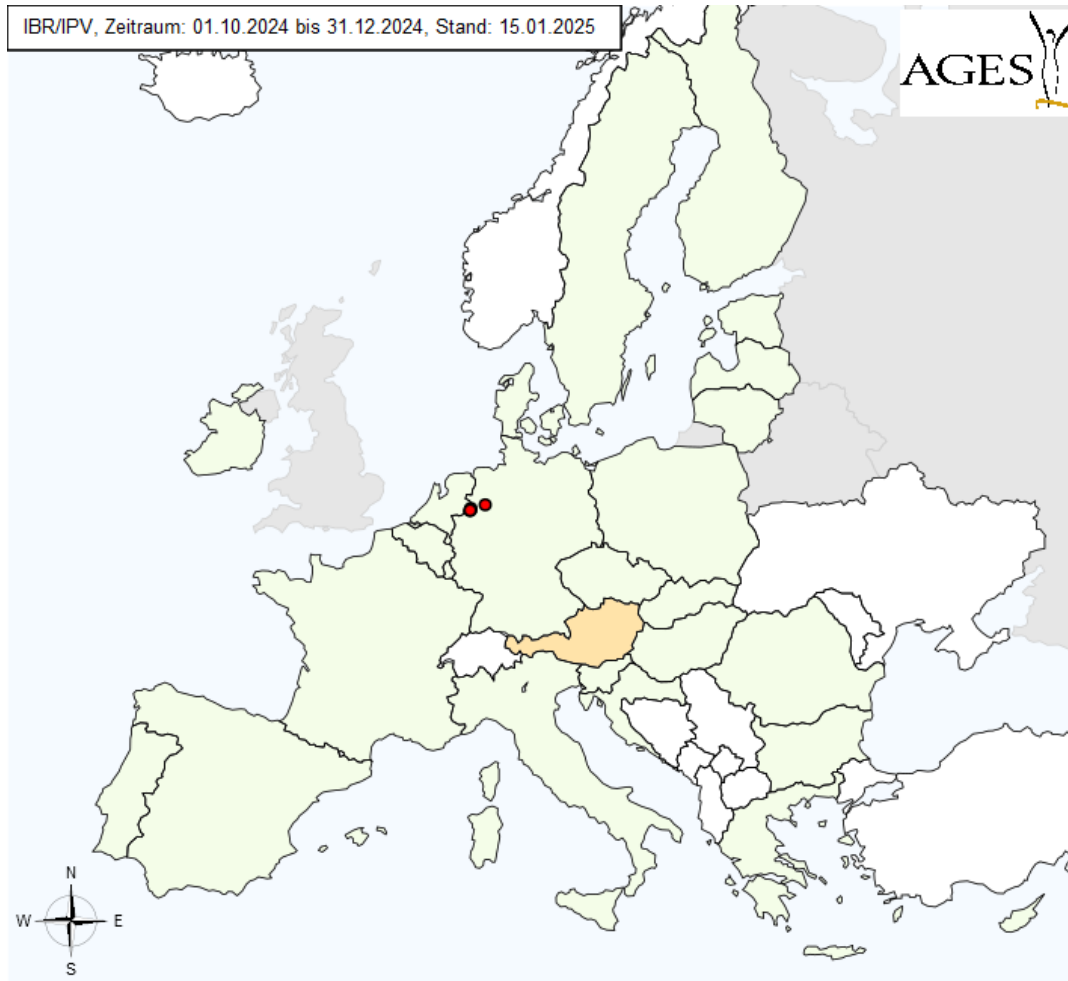 IBR/IPV, Zeitraum: 01.10.2024 bis 31.12.2024, Stand: 15.01.2025
AGES
N
W E
S